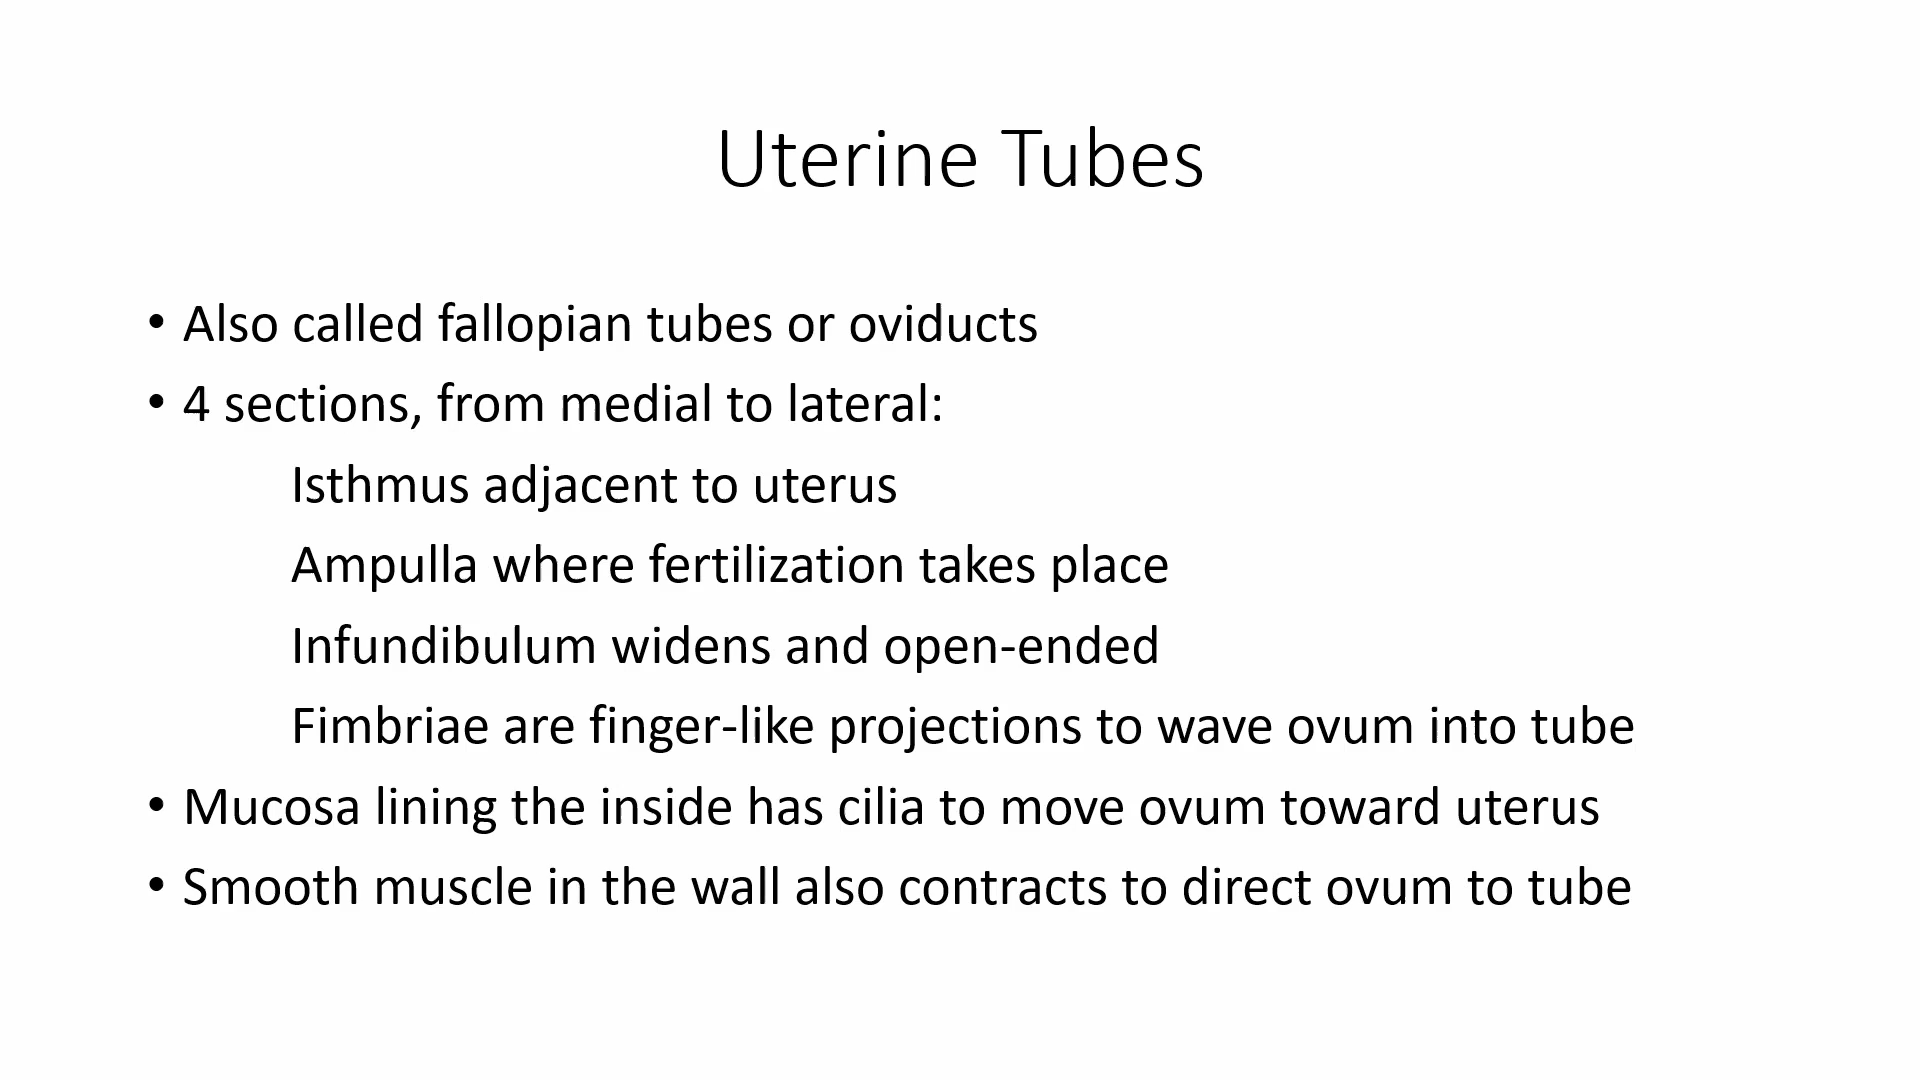 Uterine Tubes
• Also called fallopian tubes or oviducts
• 4 sections, from medial to lateral:
Isthmus adjacent to uterus
Ampulla where fertilization takes place
Infundibulum widens and open-ended
Fimbriae are finger-like projections to wave ovum into tube
• Mucosa lining the inside has cilia to move ovum toward uterus
• Smooth muscle in the wall also contracts to direct ovum to tube